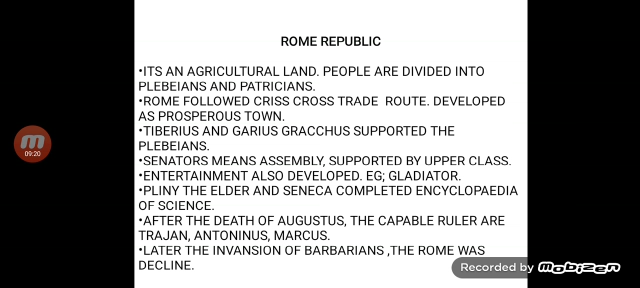 ROME REPUBLIC
•ITS AN AGRICULTURAL LAND. PEOPLE ARE DIVIDED INTO
PLEBEIANS AND PATRICIANS.
•ROME FOLLOWED CRISS CROSS TRADE ROUTE. DEVELOPED
AS PROSPEROUS TOWN.
•TIBERIUS AND GARIUS GRACCHUS SUPPORTED THE
PLEBEIANS.
•SENATORS MEANS ASSEMBLY, SUPPORTED BY UPPER CLASS.
•ENTERTAINMENT ALSO DEVELOPED. EG; GLADIATOR.
•PLINY THE ELDER AND SENECA COMPLETED ENCYCLOPAEDIA
OF SCIENCE.
•AFTER THE DEATH OF AUGUSTUS, THE CAPABLE RULER ARE
TRAJAN, ANTONINUS, MARCUS.
•LATER THE INVANSION OF BARBARIANS ,THE ROME WAS
DECLINE.
09:20
Recorded by Mobizen